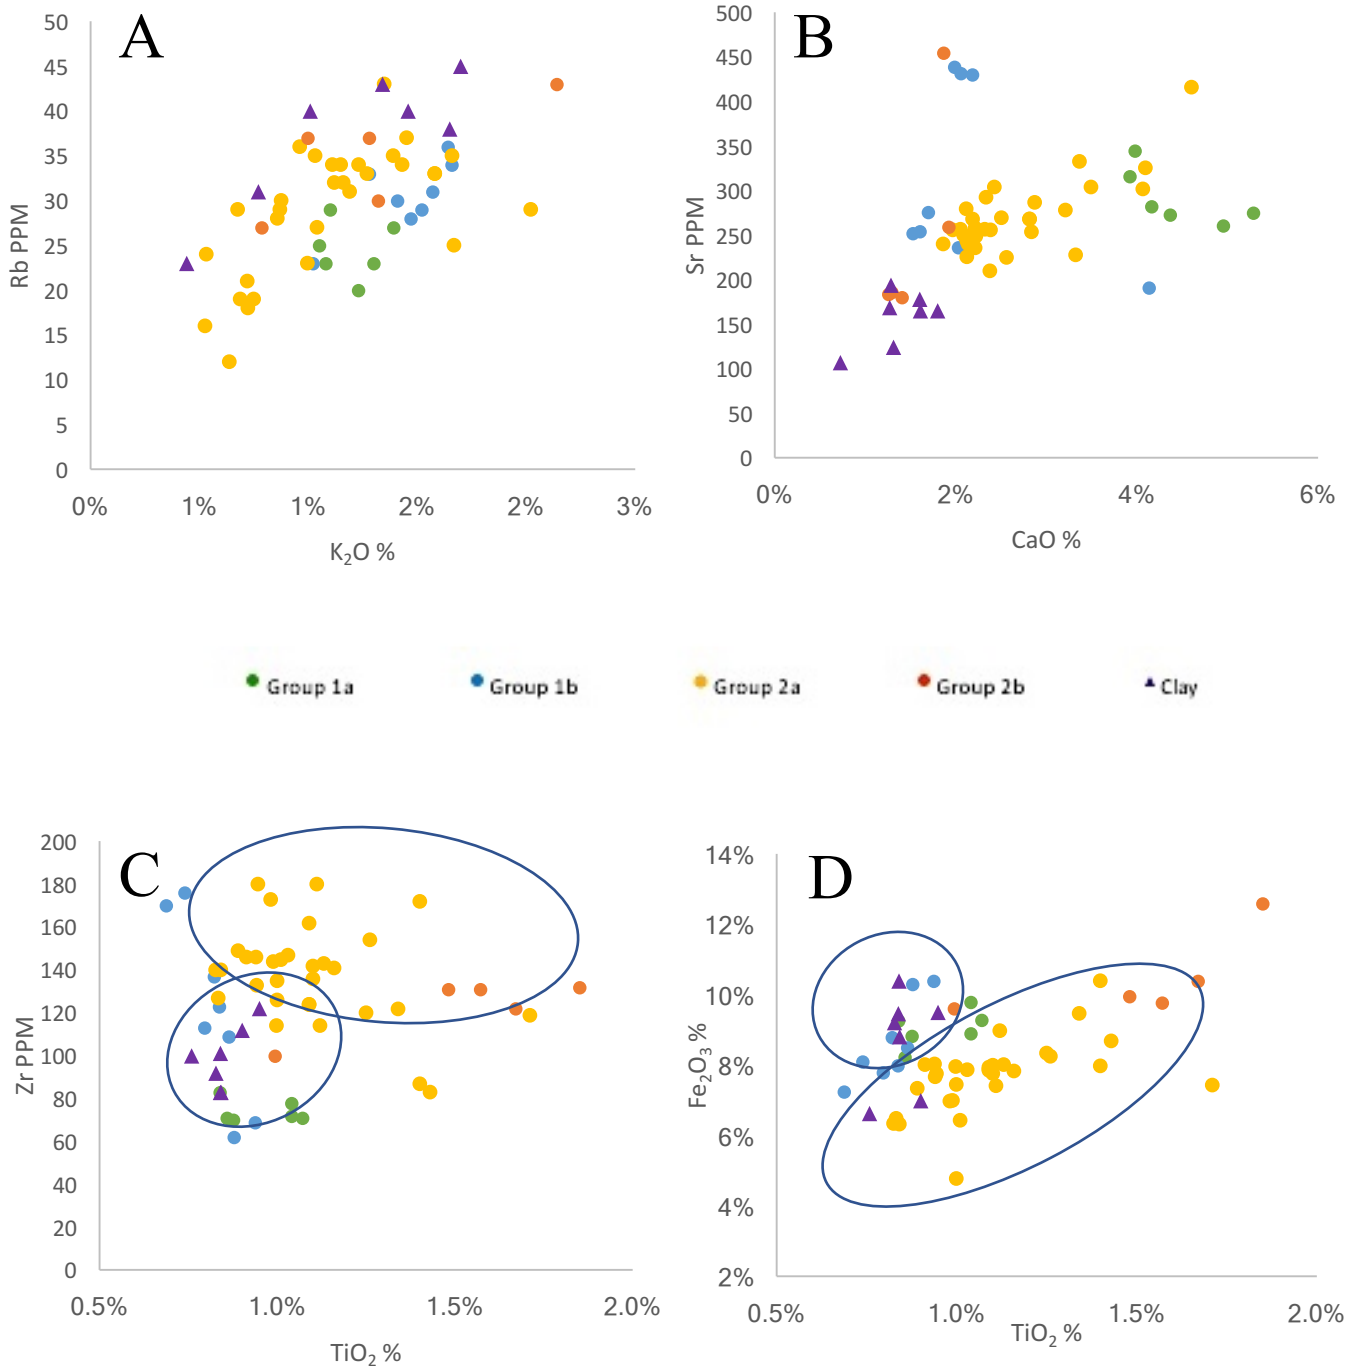 A
50
45
40
35
30
25
20
15
10
5
0
Rb PPM
0% 1% 1% 2% 2% 3%
K₂O %
B
500
450
400
350
300
250
200
150
100
50
0
Sr PPM
0% 2% 4% 6%
CaO %
Group 1a Group 1b Group 2a Group 2b Clay
C
200
180
160
140
120
100
80
60
40
20
0
Zr PPM
0.5% 1.0% 1.5% 2.0%
TiO₂ %
D
14%
12%
10%
8%
6%
4%
2%
Fe₂O₃ %
0.5% 1.0% 1.5% 2.0%
TiO₂ %